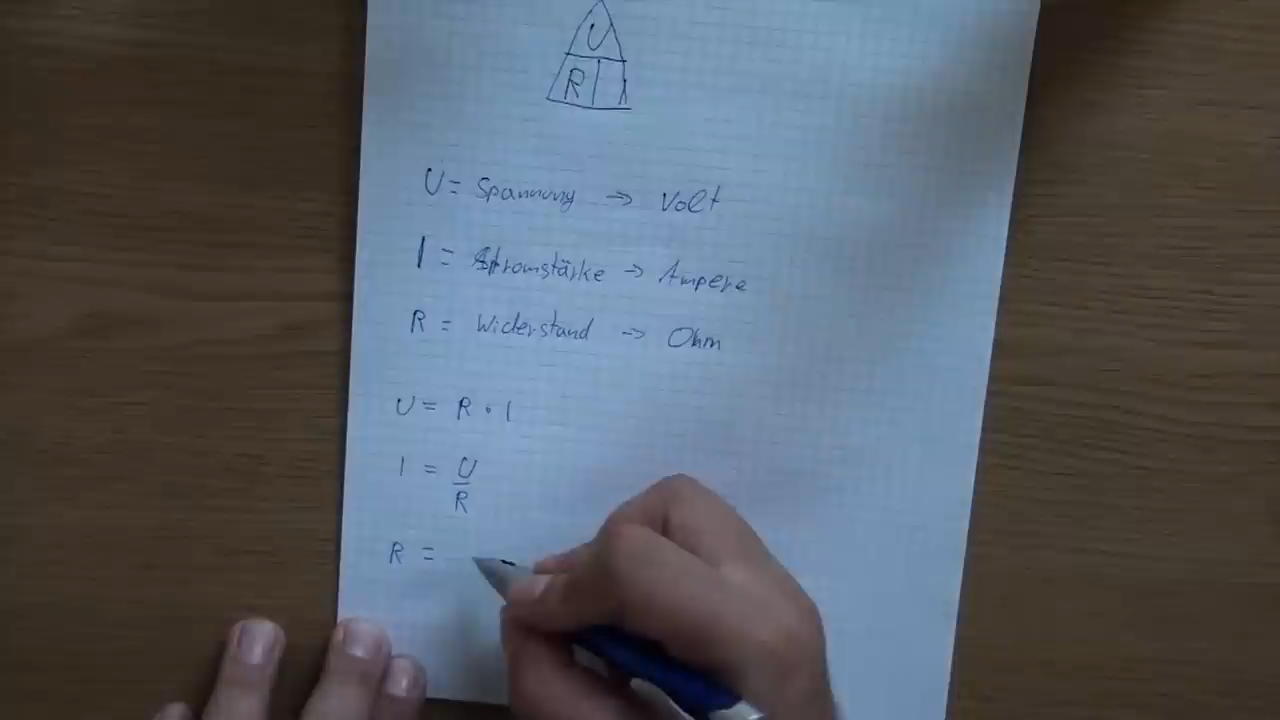 U
R I
U = Spannung → Volt
I = Stromstärke → Ampere
R = Widerstand → Ohm
U = R · I
I = U
R
R =